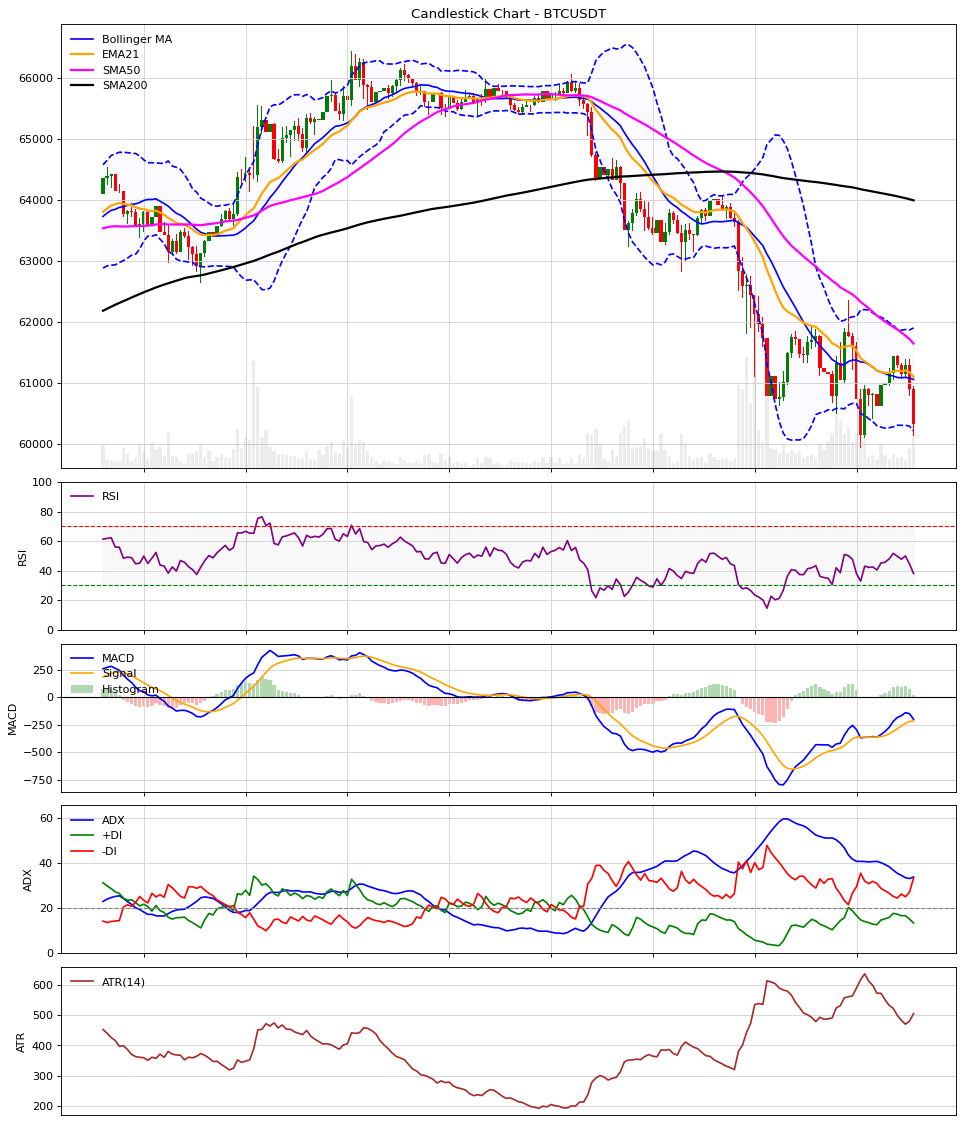 Candlestick Chart - BTCUSDT
Bollinger MA
EMA21
SMA50
SMA200
66000
65000
64000
63000
62000
61000
60000
RSI
100
80
60
40
20
0
RSI
MACD
Signal
Histogram
250
0
−250
−500
−750
MACD
ADX
+DI
-DI
60
40
20
0
ADX
ATR(14)
600
500
400
300
200
ATR